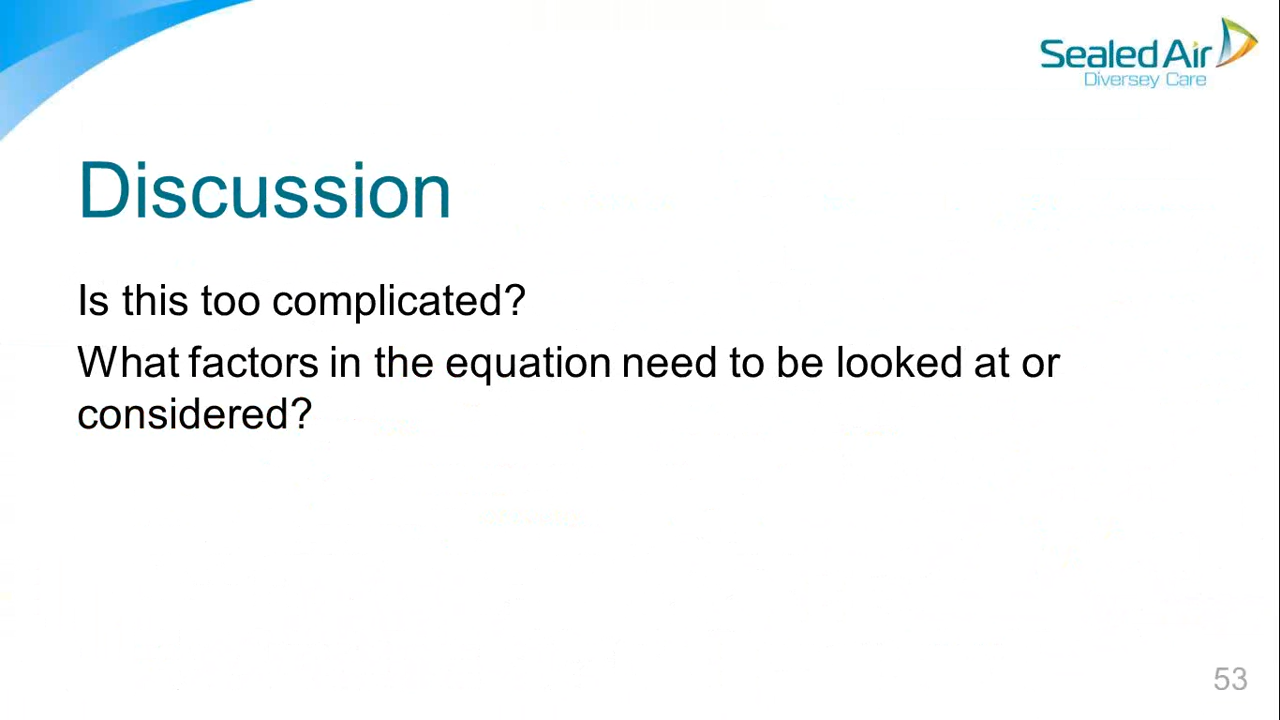 Sealed Air
Diversey Care
Discussion
Is this too complicated?
What factors in the equation need to be looked at or
considered?
53